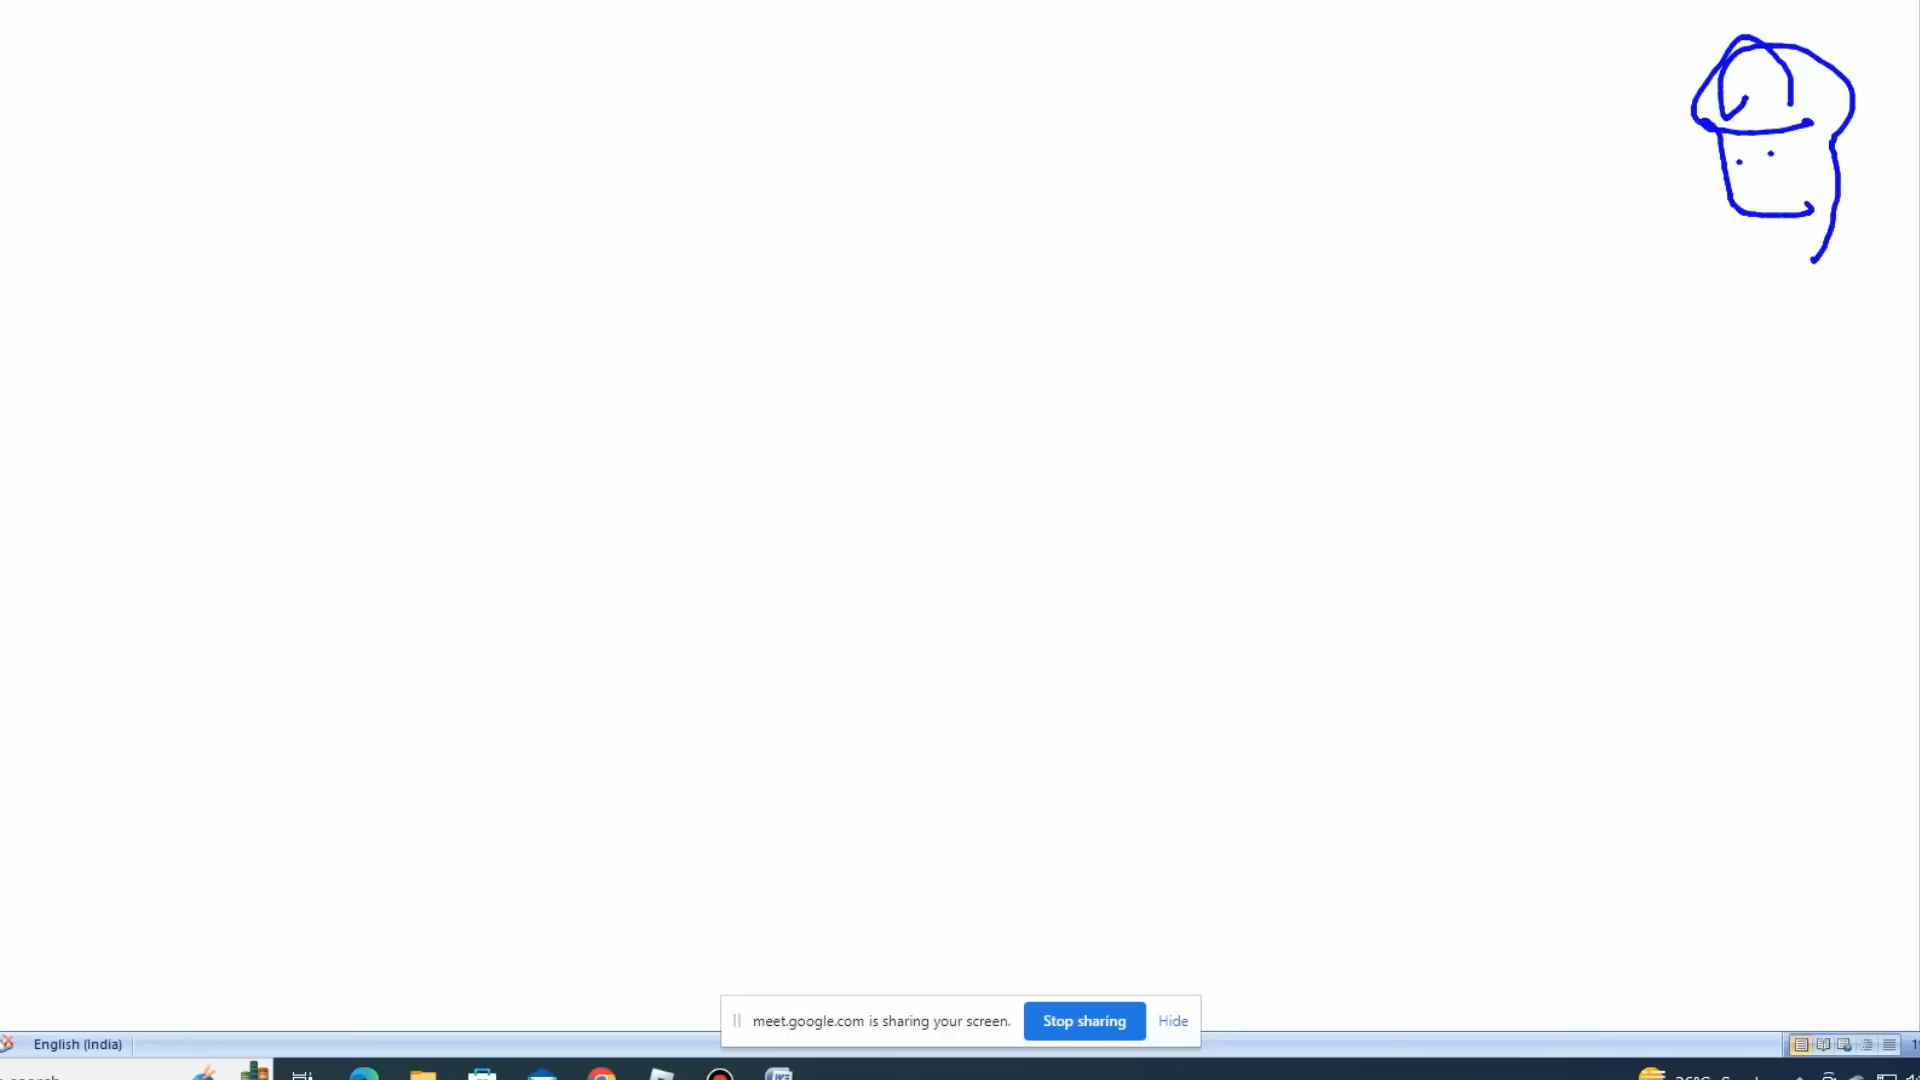 meet.google.com is sharing your screen.
Stop sharing
Hide
English (India)